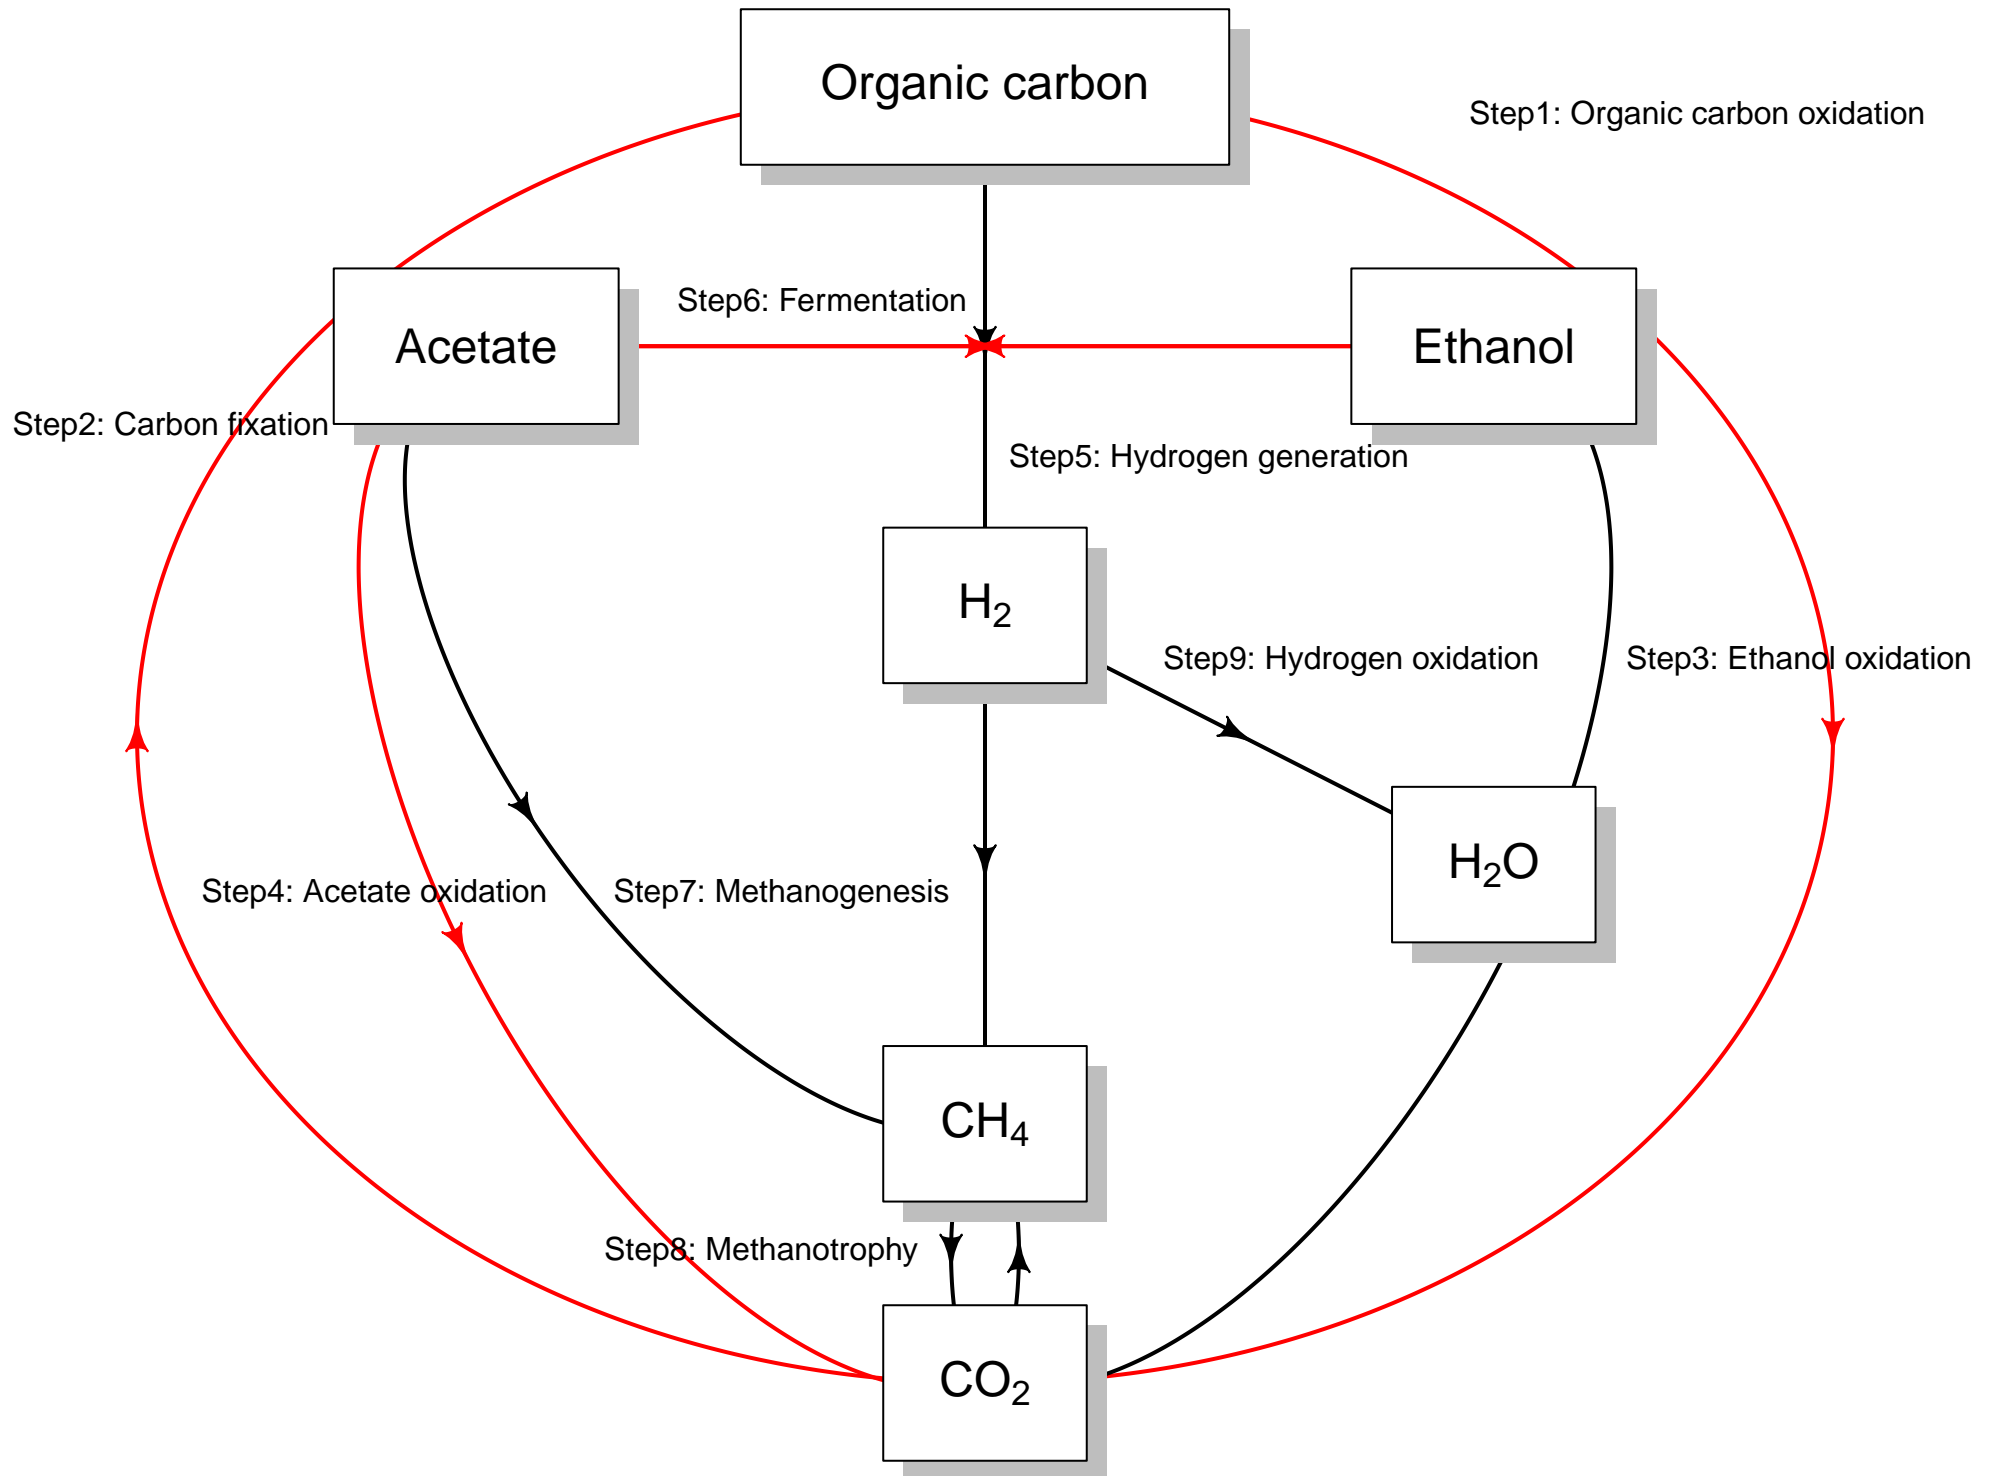 Organic carbon
Step1: Organic carbon oxidation
Step6: Fermentation
Acetate
Ethanol
Step2: Carbon fixation
Step5: Hydrogen generation
H₂
Step9: Hydrogen oxidation
Step3: Ethanol oxidation
H₂O
Step4: Acetate oxidation
Step7: Methanogenesis
CH₄
Step8: Methanotrophy
CO₂